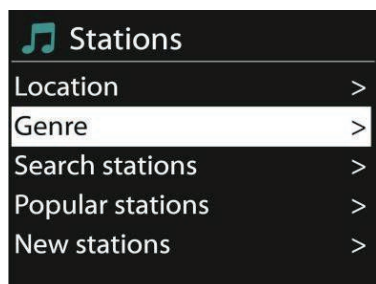 Stations
Location >
Genre >
Search stations >
Popular stations >
New stations >